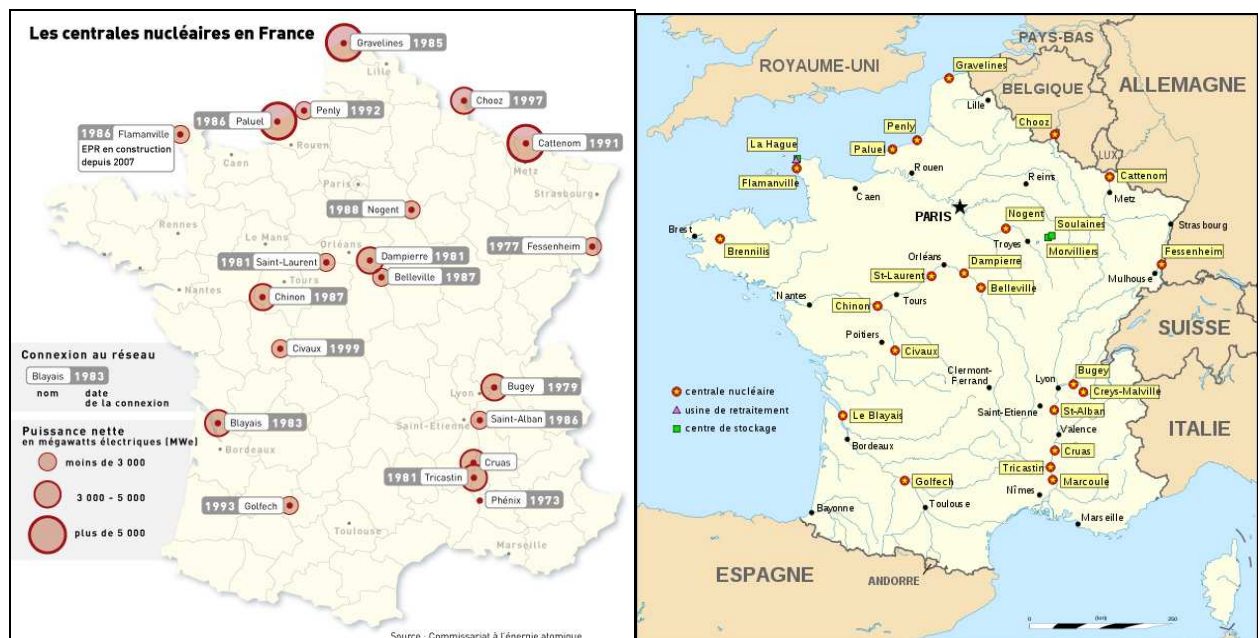 Les centrales nucléaires en France
Gravelines 1985
Lille
Penly 1992
Chooz 1997
1986 Paluel
1986 Flamanville
EPR en construction
depuis 2007
Rouen
Cattenom 1991
Caen
Metz
Paris
Strasbourg
1988 Nogent
Rennes
Le Mans
Orléans
1977 Fessenheim
Dampierre 1981
1981 Saint-Laurent
Belleville 1987
Tours
Nantes
Chinon 1987
Civaux 1999
Connexion au réseau
Blayais 1983
nom date
de la connexion
Bugey 1979
Lyon
Puissance nette
en mégawatts électriques (MWe)
Blayais 1983
Saint-Alban 1986
Saint-Etienne
Bordeaux
moins de 3 000
Cruas
1981 Tricastin
3 000 - 5 000
Phénix 1973
1993 Golfech
plus de 5 000
Toulouse
Marseille
Source : Commissariat à l'énergie atomique
PAYS-BAS
ROYAUME-UNI
Gravelines
ALLEMAGNE
BELGIQUE
Lille
Chooz
Penly
Paluel
La Hague
LUX.
Flamanville
Rouen
Cattenom
Caen
Reims
Metz
PARIS
Nogent
Soulaines
Strasbourg
Brest
Brennilis
Troyes
Morvilliers
Fessenheim
Orléans
Dampierre
St-Laurent
Mulhouse
Belleville
Nantes
Chinon
Tours
SUISSE
Poitiers
Civaux
Clermont-
Ferrand
Bugey
Lyon
Creys-Malville
centrale nucléaire
usine de retraitement
centre de stockage
Saint-Etienne
St-Alban
Le Blayais
ITALIE
Valence
Bordeaux
Cruas
Tricastin
Golfech
Marcoule
Nîmes
Bayonne
Toulouse
Marseille
ESPAGNE
ANDORRE
0 (km) 250